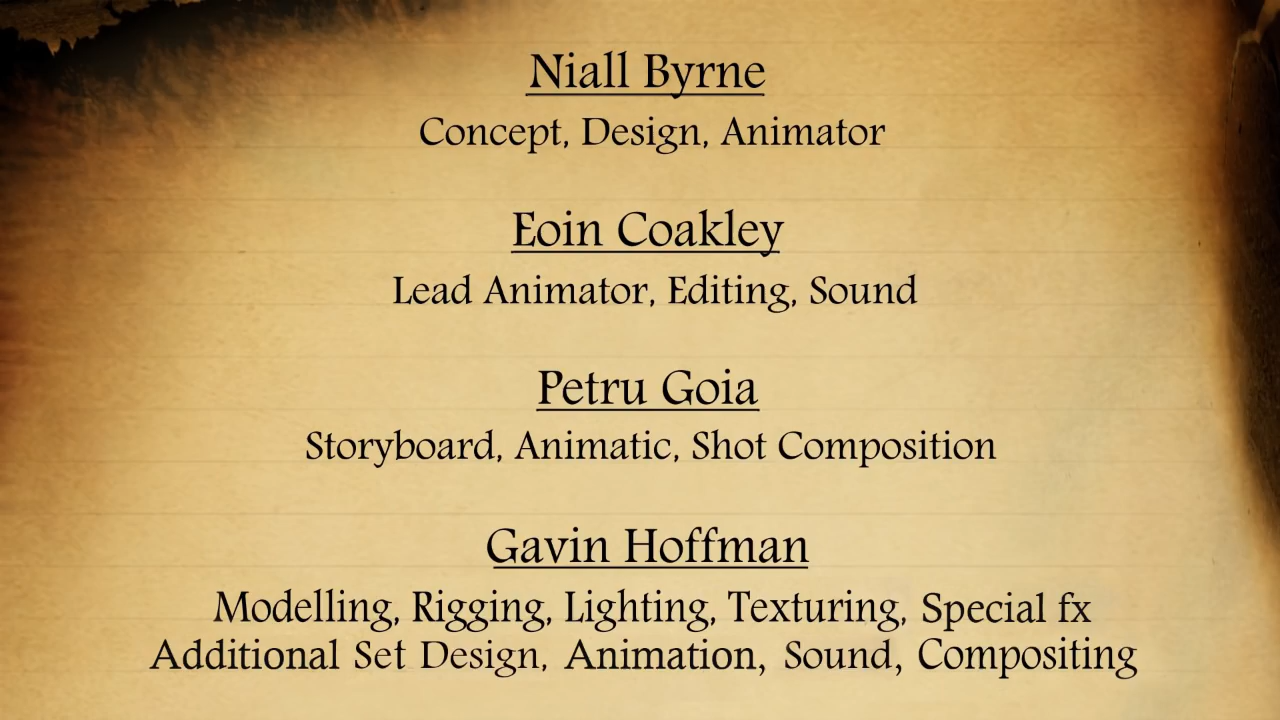 Niall Byrne
Concept, Design, Animator
Eoin Coakley
Lead Animator, Editing, Sound
Petru Goia
Storyboard, Animatic, Shot Composition
Gavin Hoffman
Modelling, Rigging, Lighting, Texturing, Special fx
Additional Set Design, Animation, Sound, Compositing